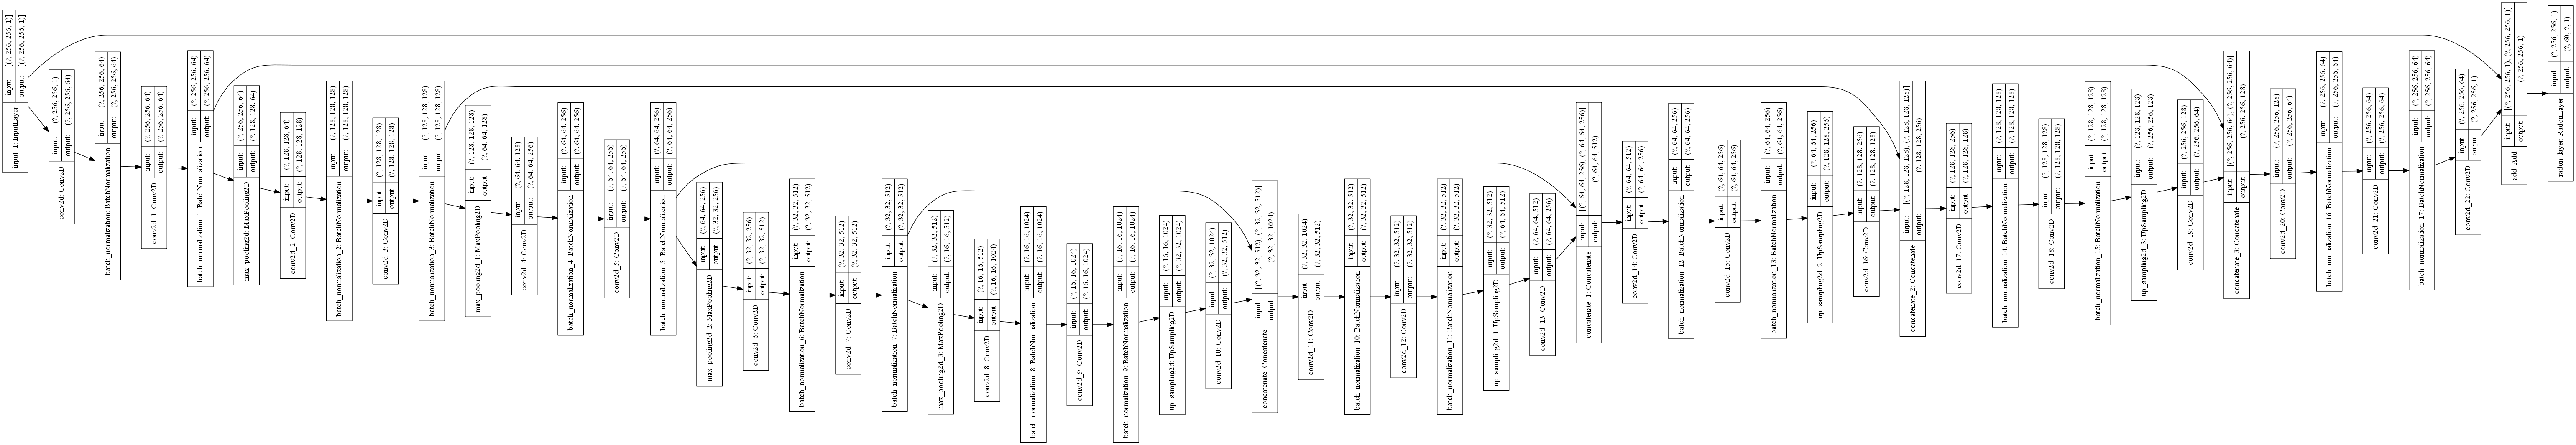 input_1: InputLayer
input: [(?, 256, 256, 1)]
output: [(?, 256, 256, 1)]
conv2d: Conv2D
input: (?, 256, 256, 1)
output: (?, 256, 256, 64)
batch_normalization: BatchNormalization
input: (?, 256, 256, 64)
output: (?, 256, 256, 64)
conv2d_1: Conv2D
input: (?, 256, 256, 64)
output: (?, 256, 256, 64)
batch_normalization_1: BatchNormalization
input: (?, 256, 256, 64)
output: (?, 256, 256, 64)
max_pooling2d: MaxPooling2D
input: (?, 256, 256, 64)
output: (?, 128, 128, 64)
conv2d_2: Conv2D
input: (?, 128, 128, 64)
output: (?, 128, 128, 128)
batch_normalization_2: BatchNormalization
input: (?, 128, 128, 128)
output: (?, 128, 128, 128)
conv2d_3: Conv2D
input: (?, 128, 128, 128)
output: (?, 128, 128, 128)
batch_normalization_3: BatchNormalization
input: (?, 128, 128, 128)
output: (?, 128, 128, 128)
max_pooling2d_1: MaxPooling2D
input: (?, 128, 128, 128)
output: (?, 64, 64, 128)
conv2d_4: Conv2D
input: (?, 64, 64, 128)
output: (?, 64, 64, 256)
batch_normalization_4: BatchNormalization
input: (?, 64, 64, 256)
output: (?, 64, 64, 256)
conv2d_5: Conv2D
input: (?, 64, 64, 256)
output: (?, 64, 64, 256)
batch_normalization_5: BatchNormalization
input: (?, 64, 64, 256)
output: (?, 64, 64, 256)
max_pooling2d_2: MaxPooling2D
input: (?, 64, 64, 256)
output: (?, 32, 32, 256)
conv2d_6: Conv2D
input: (?, 32, 32, 256)
output: (?, 32, 32, 512)
batch_normalization_6: BatchNormalization
input: (?, 32, 32, 512)
output: (?, 32, 32, 512)
conv2d_7: Conv2D
input: (?, 32, 32, 512)
output: (?, 32, 32, 512)
batch_normalization_7: BatchNormalization
input: (?, 32, 32, 512)
output: (?, 32, 32, 512)
max_pooling2d_3: MaxPooling2D
input: (?, 32, 32, 512)
output: (?, 16, 16, 512)
conv2d_8: Conv2D
input: (?, 16, 16, 512)
output: (?, 16, 16, 1024)
batch_normalization_8: BatchNormalization
input: (?, 16, 16, 1024)
output: (?, 16, 16, 1024)
conv2d_9: Conv2D
input: (?, 16, 16, 1024)
output: (?, 16, 16, 1024)
batch_normalization_9: BatchNormalization
input: (?, 16, 16, 1024)
output: (?, 16, 16, 1024)
up_sampling2d: UpSampling2D
input: (?, 16, 16, 1024)
output: (?, 32, 32, 1024)
conv2d_10: Conv2D
input: (?, 32, 32, 1024)
output: (?, 32, 32, 512)
concatenate: Concatenate
input: [(?, 32, 32, 512), (?, 32, 32, 512)]
output: (?, 32, 32, 1024)
conv2d_11: Conv2D
input: (?, 32, 32, 1024)
output: (?, 32, 32, 512)
batch_normalization_10: BatchNormalization
input: (?, 32, 32, 512)
output: (?, 32, 32, 512)
conv2d_12: Conv2D
input: (?, 32, 32, 512)
output: (?, 32, 32, 512)
batch_normalization_11: BatchNormalization
input: (?, 32, 32, 512)
output: (?, 32, 32, 512)
up_sampling2d_1: UpSampling2D
input: (?, 32, 32, 512)
output: (?, 64, 64, 512)
conv2d_13: Conv2D
input: (?, 64, 64, 512)
output: (?, 64, 64, 256)
concatenate_1: Concatenate
input: [(?, 64, 64, 256), (?, 64, 64, 256)]
output: (?, 64, 64, 512)
conv2d_14: Conv2D
input: (?, 64, 64, 512)
output: (?, 64, 64, 256)
batch_normalization_12: BatchNormalization
input: (?, 64, 64, 256)
output: (?, 64, 64, 256)
conv2d_15: Conv2D
input: (?, 64, 64, 256)
output: (?, 64, 64, 256)
batch_normalization_13: BatchNormalization
input: (?, 64, 64, 256)
output: (?, 64, 64, 256)
up_sampling2d_2: UpSampling2D
input: (?, 64, 64, 256)
output: (?, 128, 128, 256)
conv2d_16: Conv2D
input: (?, 128, 128, 256)
output: (?, 128, 128, 128)
concatenate_2: Concatenate
input: [(?, 128, 128, 128), (?, 128, 128, 128)]
output: (?, 128, 128, 256)
conv2d_17: Conv2D
input: (?, 128, 128, 256)
output: (?, 128, 128, 128)
batch_normalization_14: BatchNormalization
input: (?, 128, 128, 128)
output: (?, 128, 128, 128)
conv2d_18: Conv2D
input: (?, 128, 128, 128)
output: (?, 128, 128, 128)
batch_normalization_15: BatchNormalization
input: (?, 128, 128, 128)
output: (?, 128, 128, 128)
up_sampling2d_3: UpSampling2D
input: (?, 128, 128, 128)
output: (?, 256, 256, 128)
conv2d_19: Conv2D
input: (?, 256, 256, 128)
output: (?, 256, 256, 64)
concatenate_3: Concatenate
input: [(?, 256, 256, 64), (?, 256, 256, 64)]
output: (?, 256, 256, 128)
conv2d_20: Conv2D
input: (?, 256, 256, 128)
output: (?, 256, 256, 64)
batch_normalization_16: BatchNormalization
input: (?, 256, 256, 64)
output: (?, 256, 256, 64)
conv2d_21: Conv2D
input: (?, 256, 256, 64)
output: (?, 256, 256, 64)
batch_normalization_17: BatchNormalization
input: (?, 256, 256, 64)
output: (?, 256, 256, 64)
conv2d_22: Conv2D
input: (?, 256, 256, 64)
output: (?, 256, 256, 1)
add: Add
input: [(?, 256, 256, 1), (?, 256, 256, 1)]
output: (?, 256, 256, 1)
radon_layer: RadonLayer
input: (?, 256, 256, 1)
output: (?, 60, ?, 1)